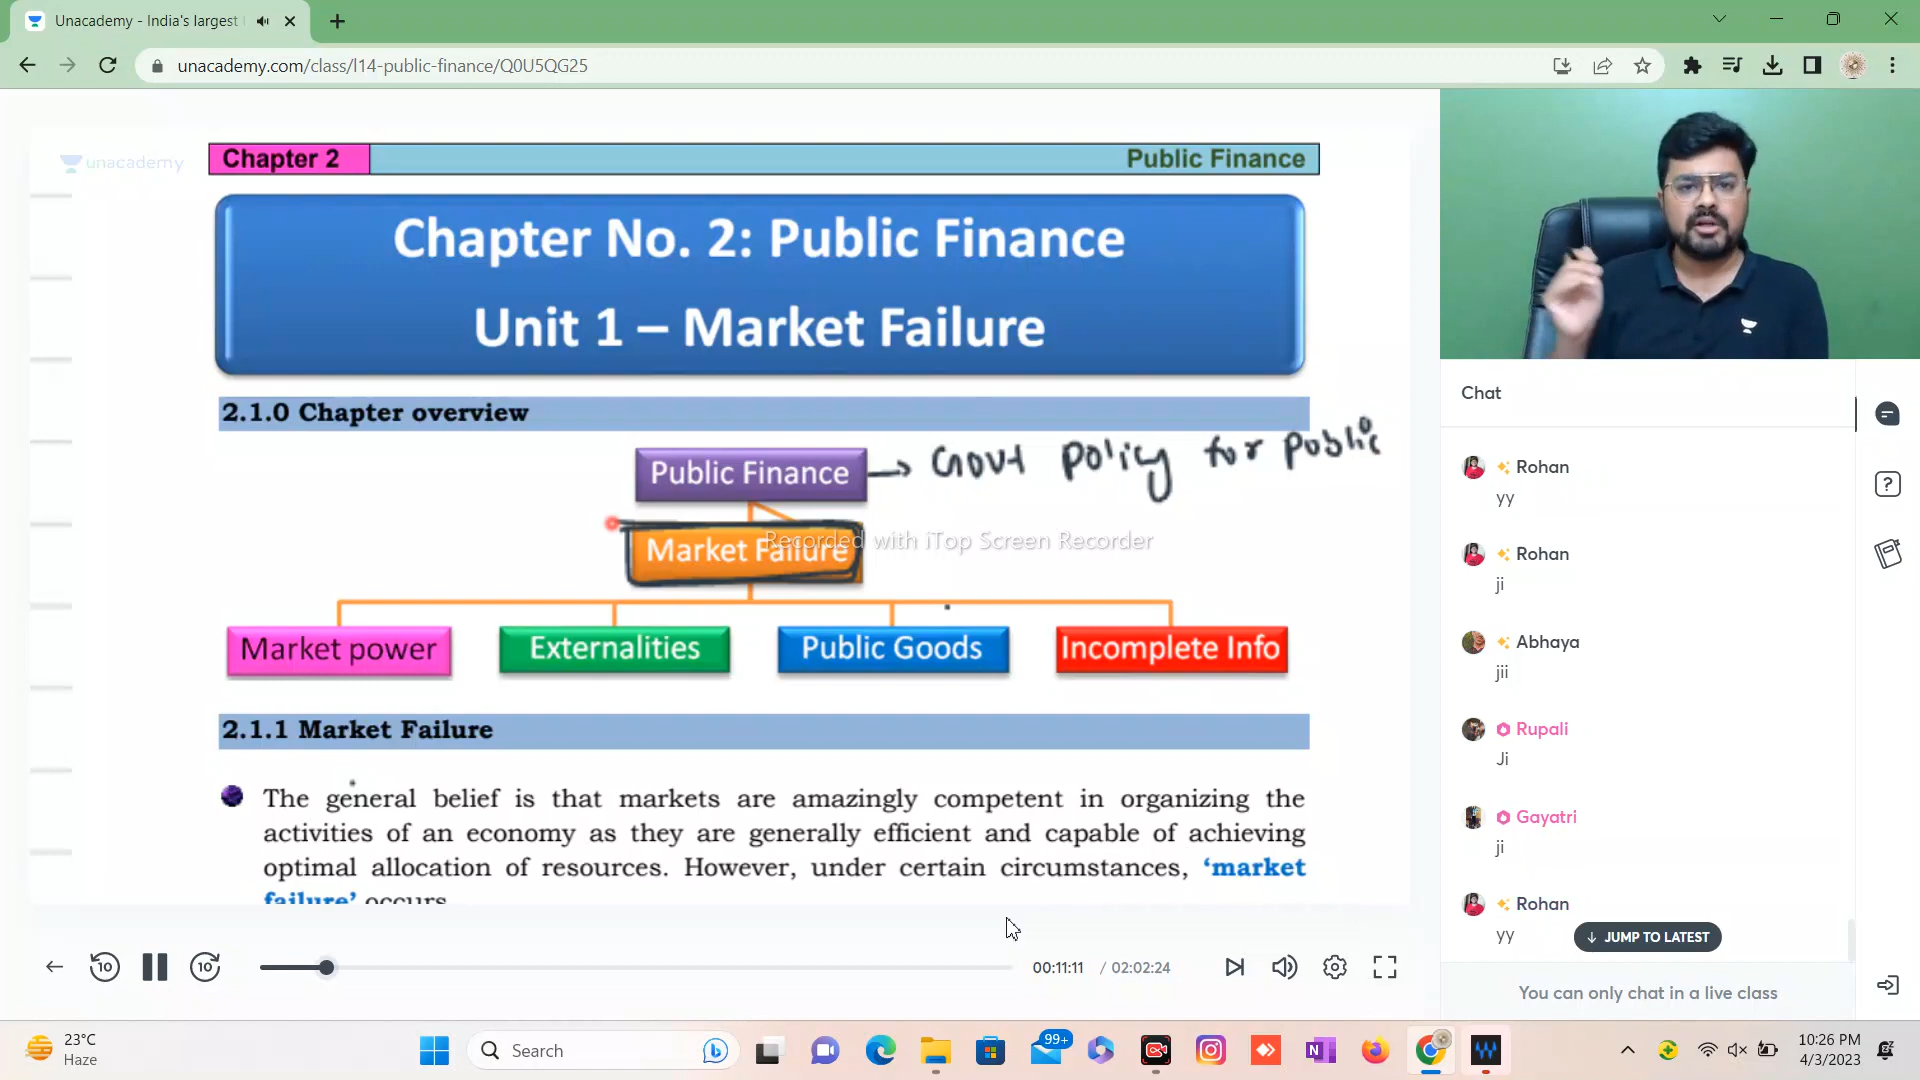 Unacademy - India's largest
unacademy.com/class/l14-public-finance/Q0U5QG25
unacademy
Chapter 2
Public Finance
Chapter No. 2: Public Finance
Unit 1 – Market Failure
2.1.0 Chapter overview
Public Finance
Govt policy for public
Market Failure
Recorded with iTop Screen Recorder
Market power
Externalities
Public Goods
Incomplete Info
2.1.1 Market Failure
The general belief is that markets are amazingly competent in organizing the
activities of an economy as they are generally efficient and capable of achieving
optimal allocation of resources. However, under certain circumstances, ‘market
failure’ occurs
10
10
00:11:11 / 02:02:24
Chat
Rohan
yy
Rohan
ji
Abhaya
jii
Rupali
Ji
Gayatri
ji
Rohan
yy
JUMP TO LATEST
You can only chat in a live class
23°C
Haze
Search
99+
10:26 PM
4/3/2023